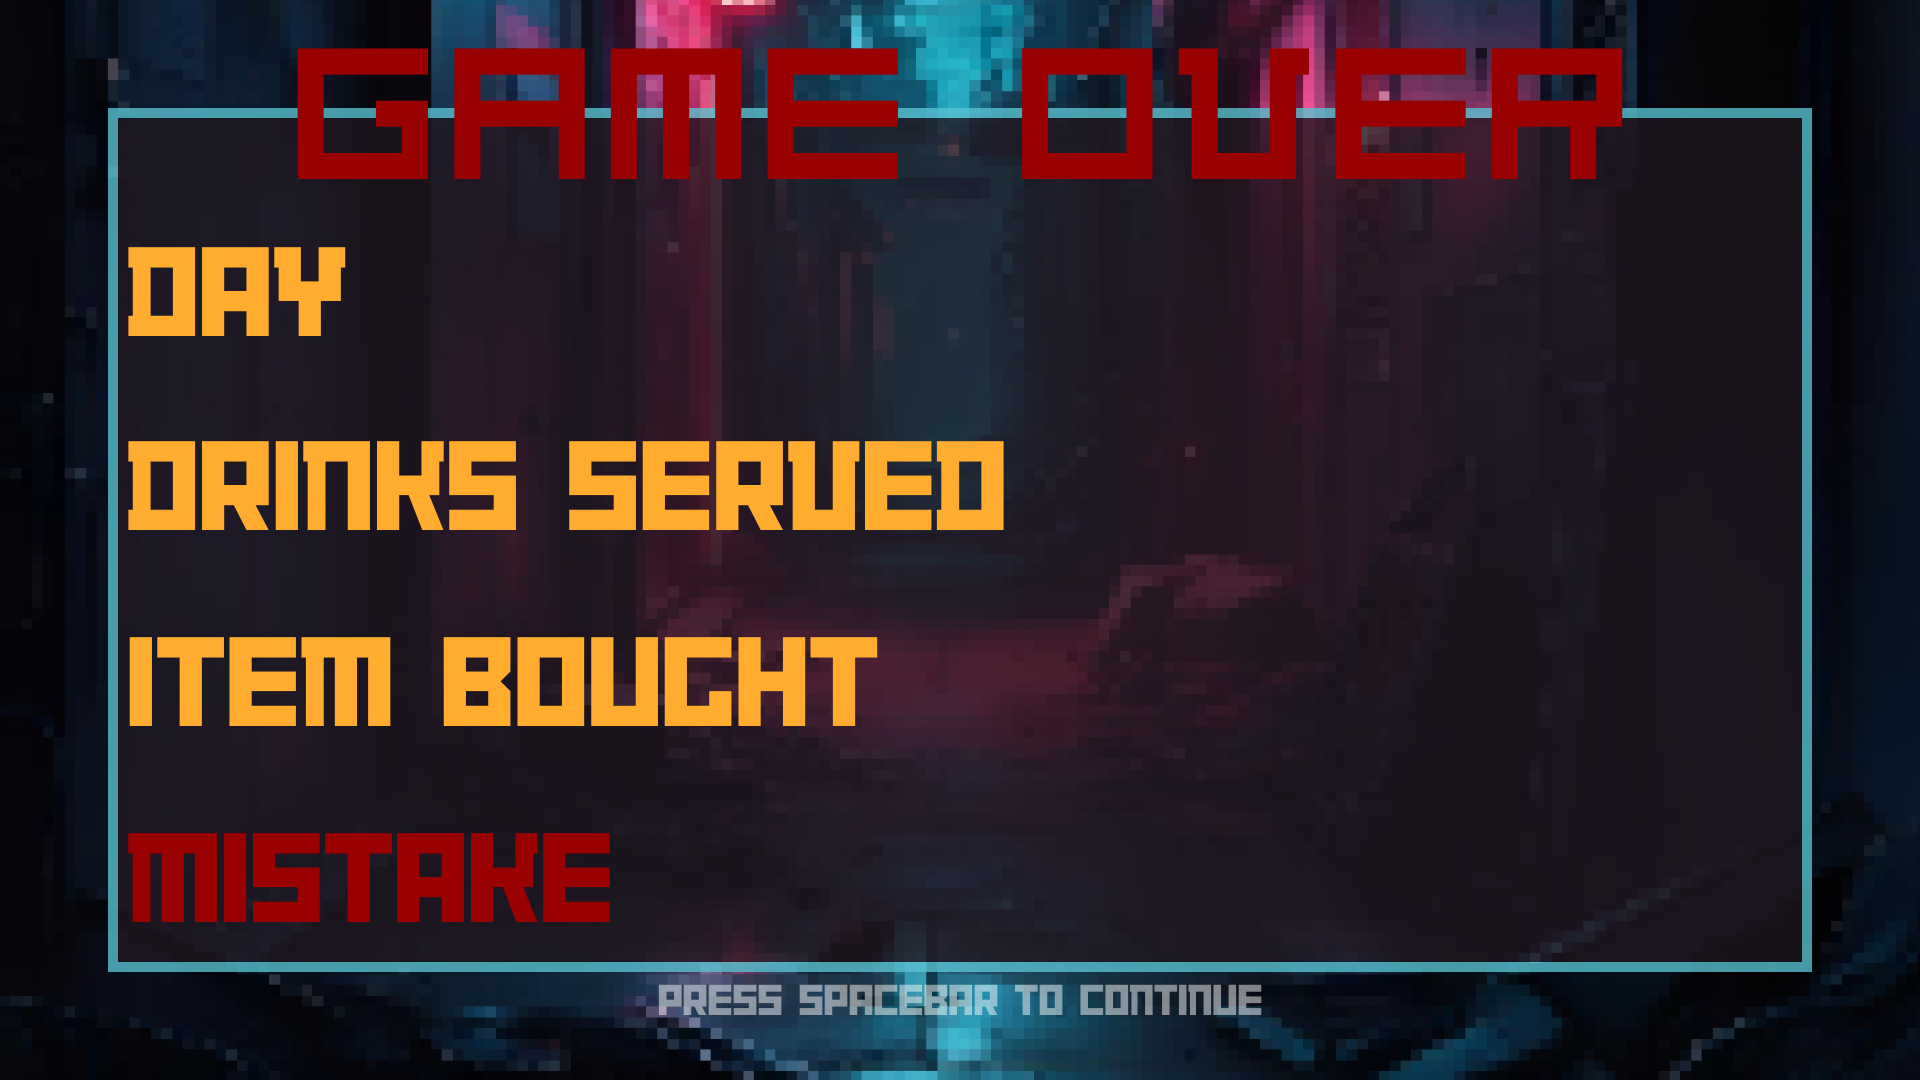 GAME OVER
DAY
DRINKS SERVED
ITEM BOUGHT
MISTAKE
PRESS SPACEBAR TO CONTINUE